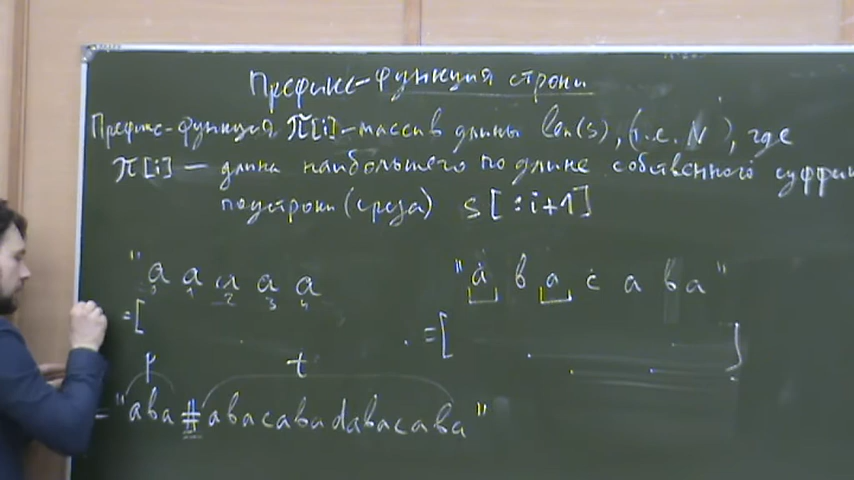 Префикс-функция строки
Префикс-функция π[i] - массив длины len(s), (т.е. N), где
π[i] — длина наибольшего по длине собственного суффи
подстроки (среза) s[:i+1]
"a a a a a
0 1 2 3 4
"a b a c a b a"
=[
=[ ]
p t
="aba#abacabadabacaba"